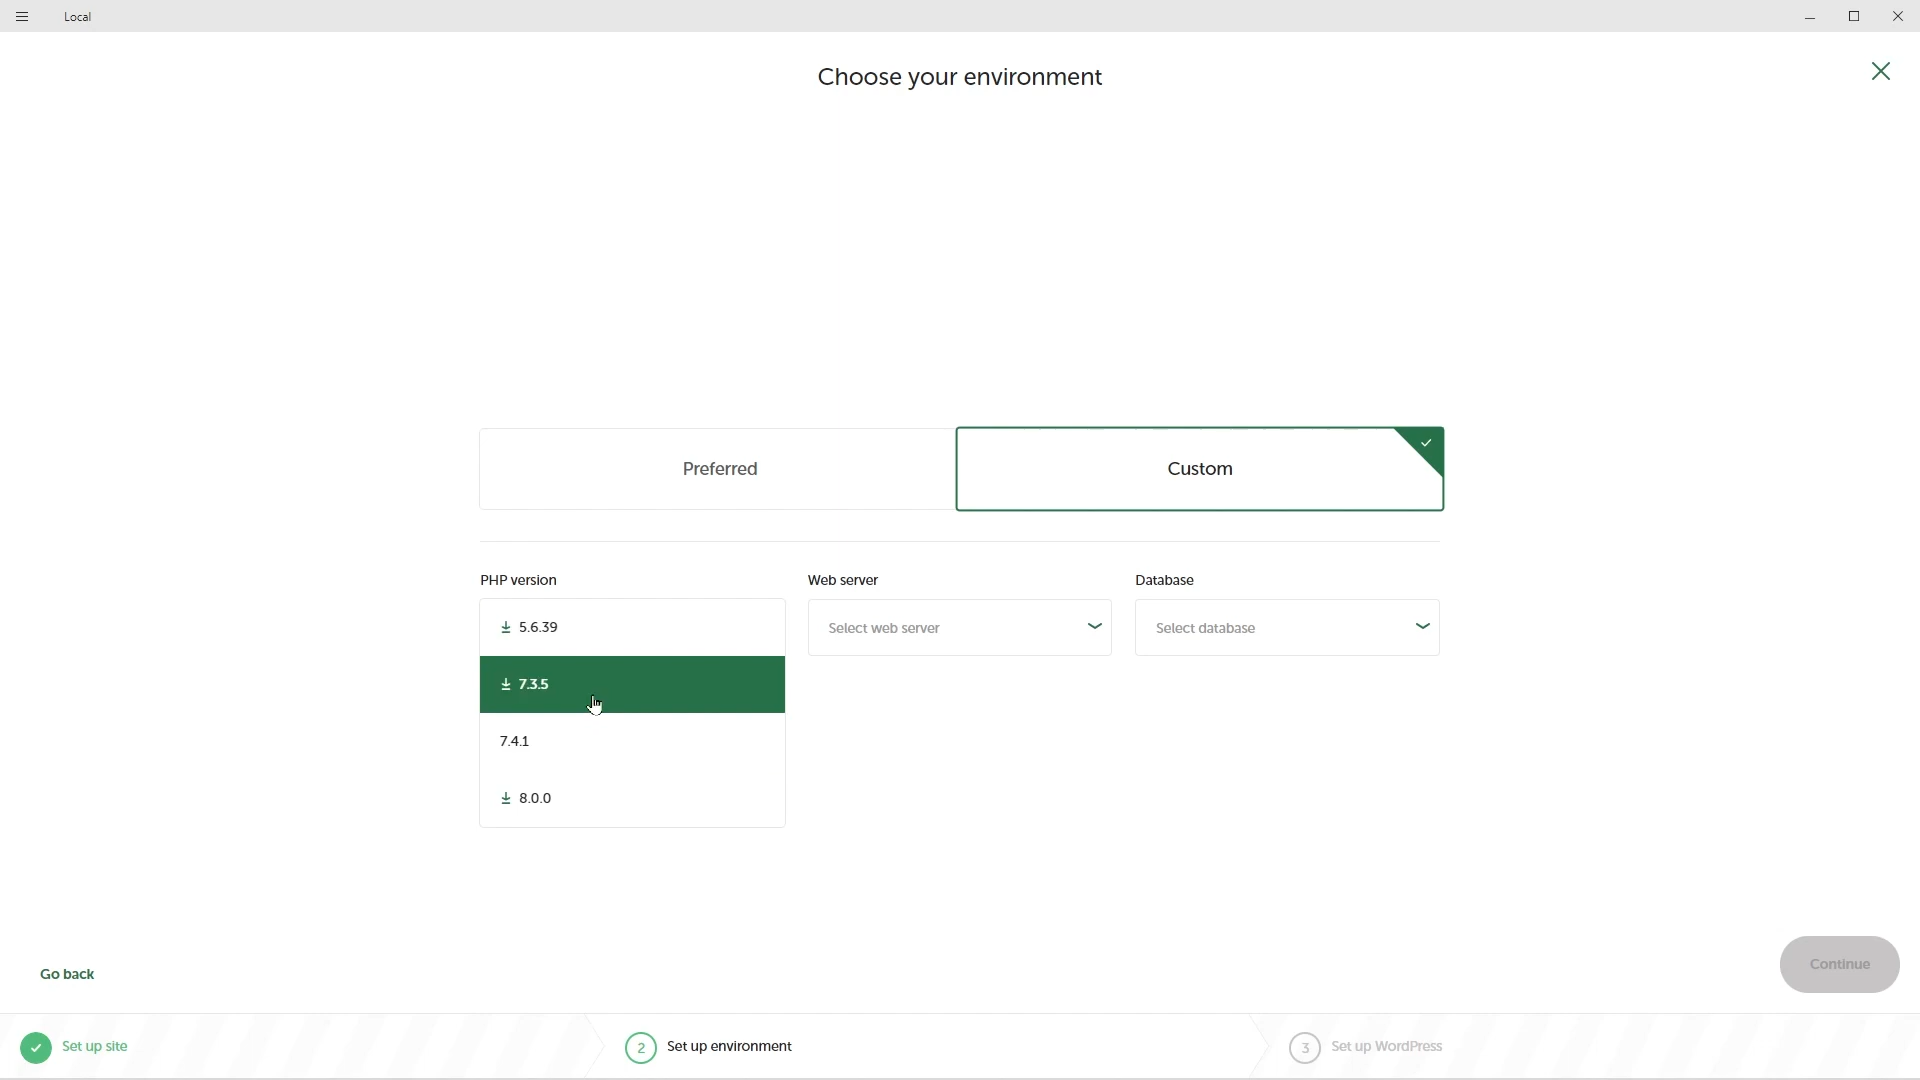 Local
Choose your environment
Preferred
Custom
PHP version
Web server
Database
5.6.39
Select web server
Select database
7.3.5
7.4.1
8.0.0
Go back
Continue
Set up site
2
Set up environment
3
Set up WordPress